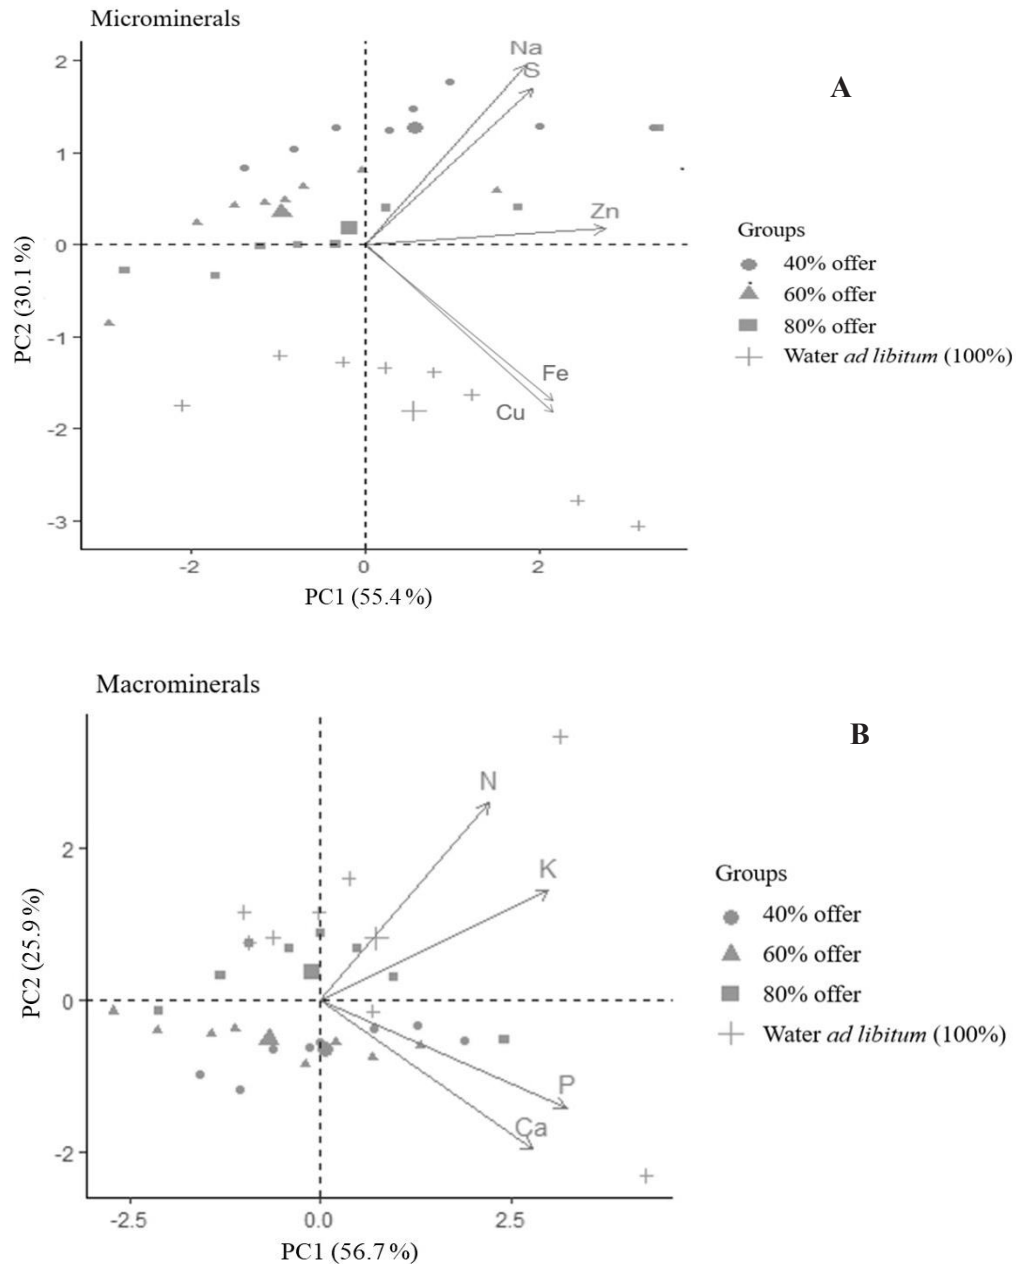 Microminerals
A
Na
S
Zn
Fe
Cu
2
1
0
-1
-2
-3
PC2 (30.1 %)
-2
0
2
PC1 (55.4 %)
Groups
40% offer
60% offer
80% offer
Water ad libitum (100%)
Macrominerals
B
N
K
P
Ca
2
0
-2
PC2 (25.9 %)
-2.5
0.0
2.5
PC1 (56.7 %)
Groups
40% offer
60% offer
80% offer
Water ad libitum (100%)